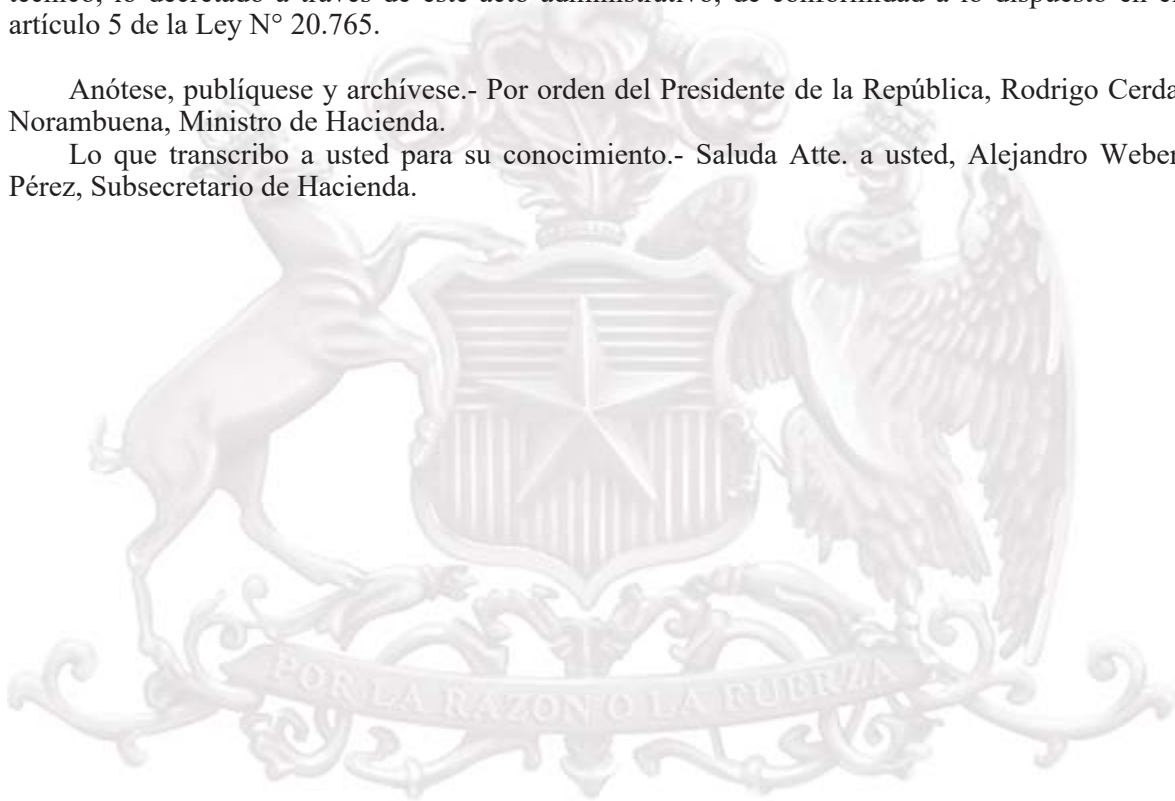 técnico, lo decretado a través de este acto administrativo, de conformidad a lo dispuesto en el
artículo 5 de la Ley N° 20.765.
Anótese, publíquese y archívese.- Por orden del Presidente de la República, Rodrigo Cerda
Norambuena, Ministro de Hacienda.
Lo que transcribo a usted para su conocimiento.- Saluda Atte. a usted, Alejandro Weber
Pérez, Subsecretario de Hacienda.
POR LA RAZON O LA FUERZA